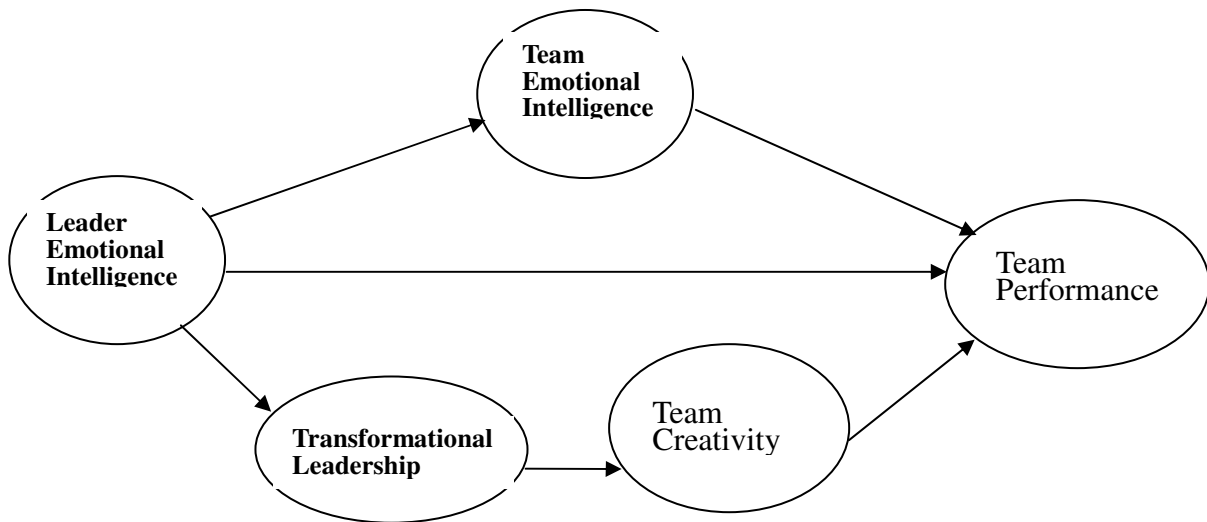 Team
Emotional
Intelligence
Leader
Emotional
Intelligence
Team
Performance
Team
Creativity
Transformational
Leadership